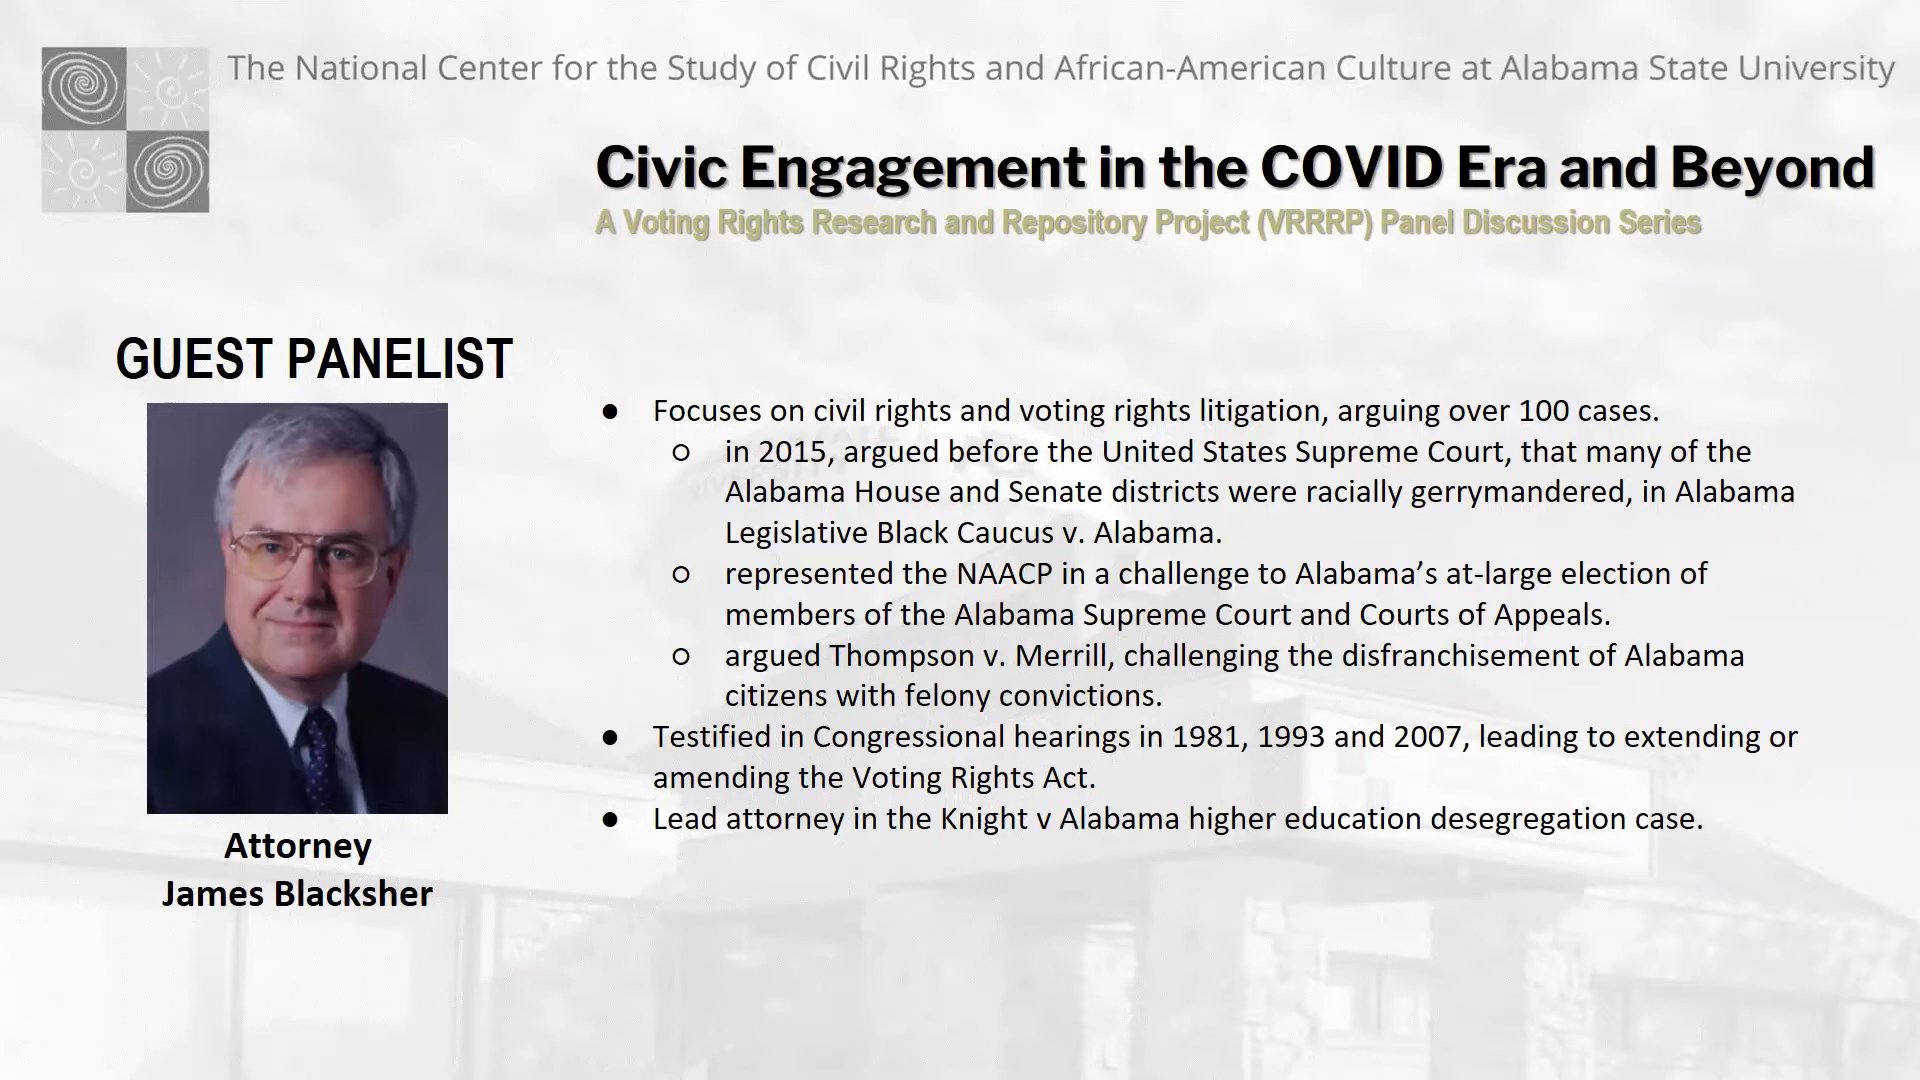 The National Center for the Study of Civil Rights and African-American Culture at Alabama State University
Civic Engagement in the COVID Era and Beyond
A Voting Rights Research and Repository Project (VRRRP) Panel Discussion Series
GUEST PANELIST
● Focuses on civil rights and voting rights litigation, arguing over 100 cases.
○ in 2015, argued before the United States Supreme Court, that many of the
Alabama House and Senate districts were racially gerrymandered, in Alabama
Legislative Black Caucus v. Alabama.
○ represented the NAACP in a challenge to Alabama’s at-large election of
members of the Alabama Supreme Court and Courts of Appeals.
○ argued Thompson v. Merrill, challenging the disfranchisement of Alabama
citizens with felony convictions.
● Testified in Congressional hearings in 1981, 1993 and 2007, leading to extending or
amending the Voting Rights Act.
● Lead attorney in the Knight v Alabama higher education desegregation case.
Attorney
James Blacksher